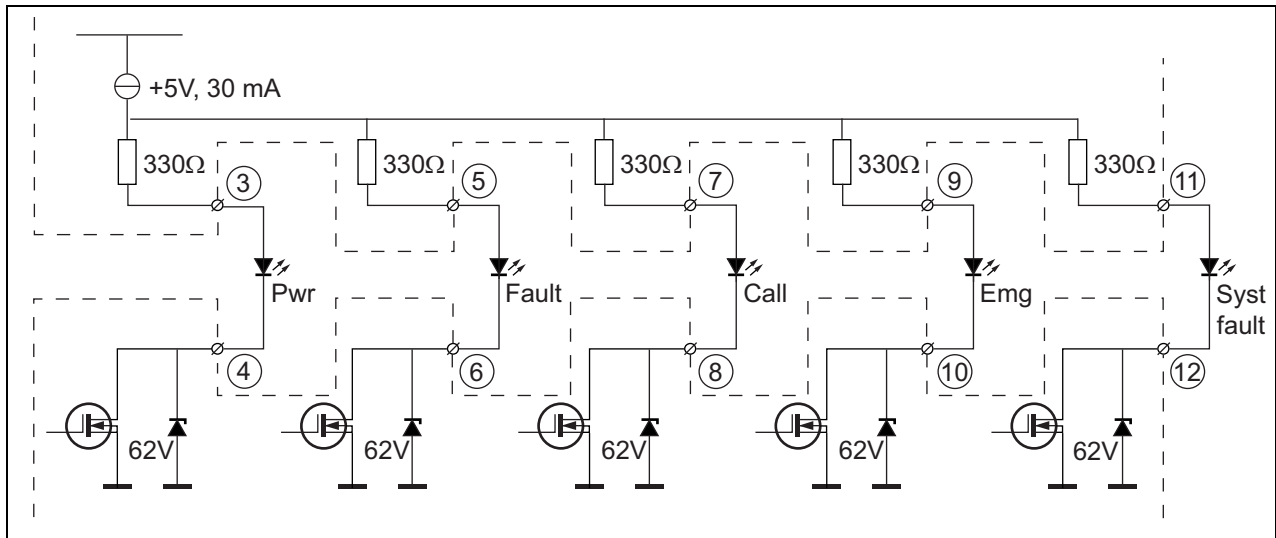 +5V, 30 mA
330Ω 330Ω 330Ω 330Ω 330Ω
3 5 7 9 11
Pwr Fault Call Emg Syst
fault
4 6 8 10 12
62V 62V 62V 62V 62V